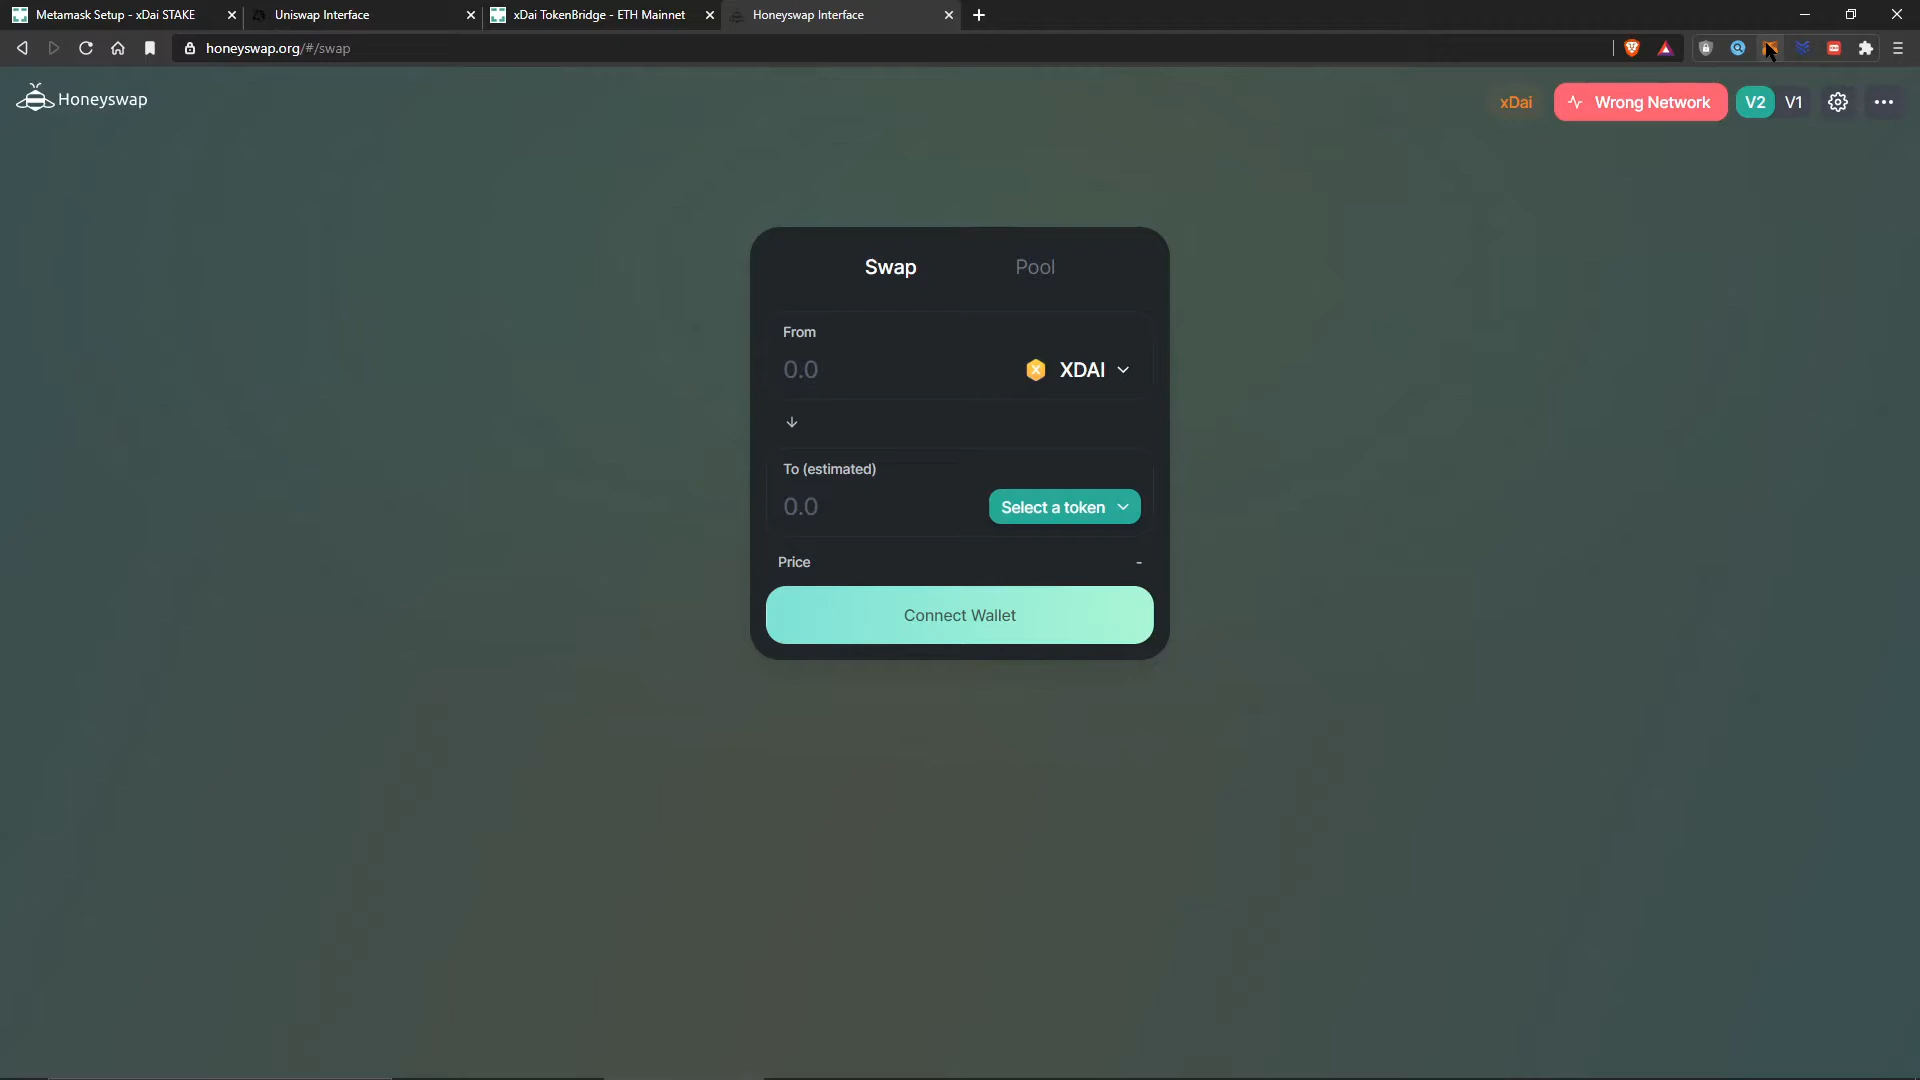 Metamask Setup - xDai STAKE
Uniswap Interface
xDai TokenBridge - ETH Mainnet
Honeyswap Interface
honeyswap.org/#/swap
Honeyswap
xDai
Wrong Network
V2
V1
Swap
Pool
From
0.0
XDAI
To (estimated)
0.0
Select a token
Price
-
Connect Wallet